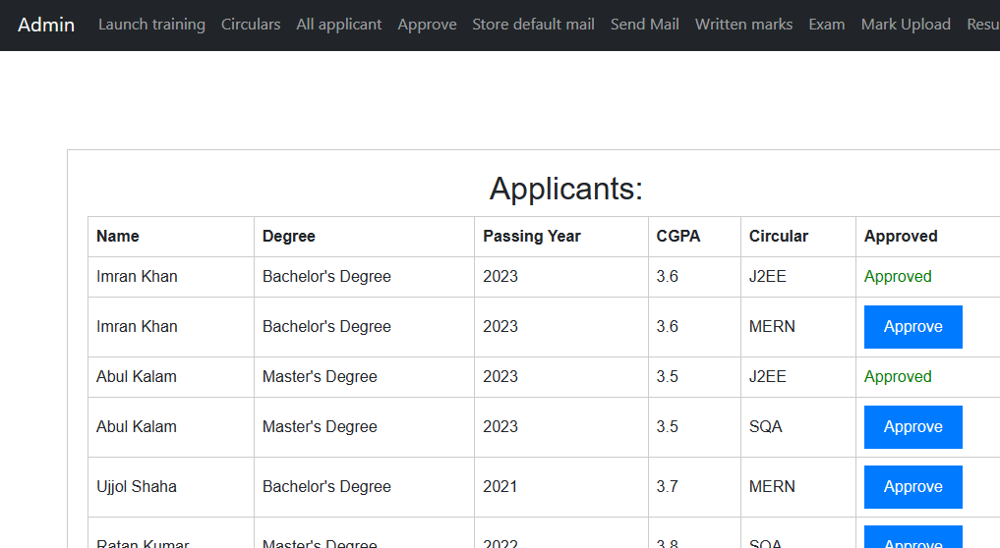 Admin Launch training Circulars All applicant Approve Store default mail Send Mail Written marks Exam Mark Upload Resu
Applicants:
Name Degree Passing Year CGPA Circular Approved
Imran Khan Bachelor's Degree 2023 3.6 J2EE Approved
Imran Khan Bachelor's Degree 2023 3.6 MERN Approve
Abul Kalam Master's Degree 2023 3.5 J2EE Approved
Abul Kalam Master's Degree 2023 3.5 SQA Approve
Ujjol Shaha Bachelor's Degree 2021 3.7 MERN Approve
Ratan Kumar Master's Degree 2022 3.8 SQA Approve